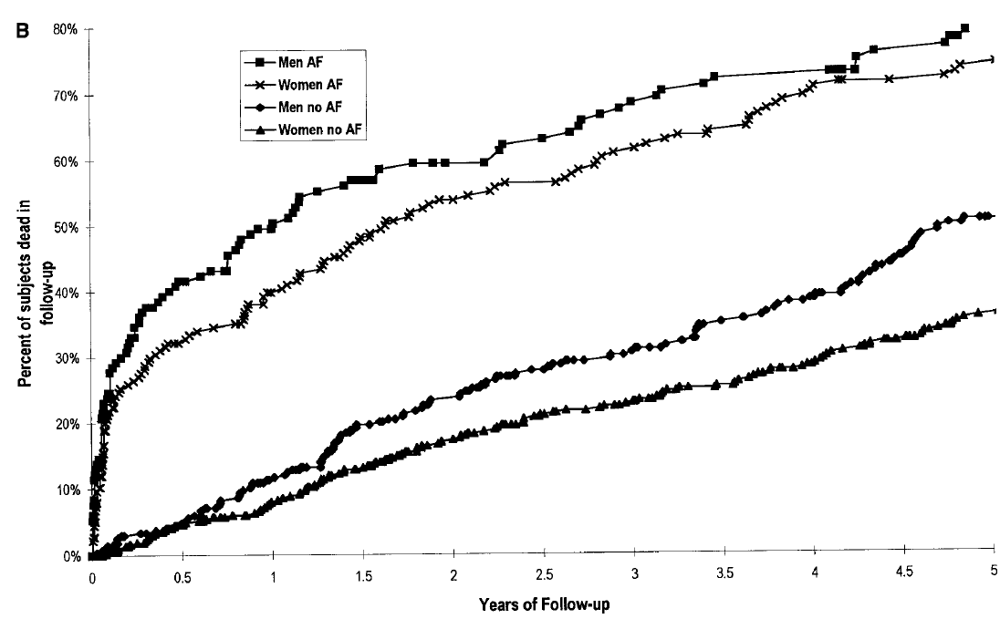 B
80%
70%
60%
50%
40%
30%
20%
10%
0%
Men AF
Women AF
Men no AF
Women no AF
Percent of subjects dead in
follow-up
0 0.5 1 1.5 2 2.5 3 3.5 4 4.5 5
Years of Follow-up